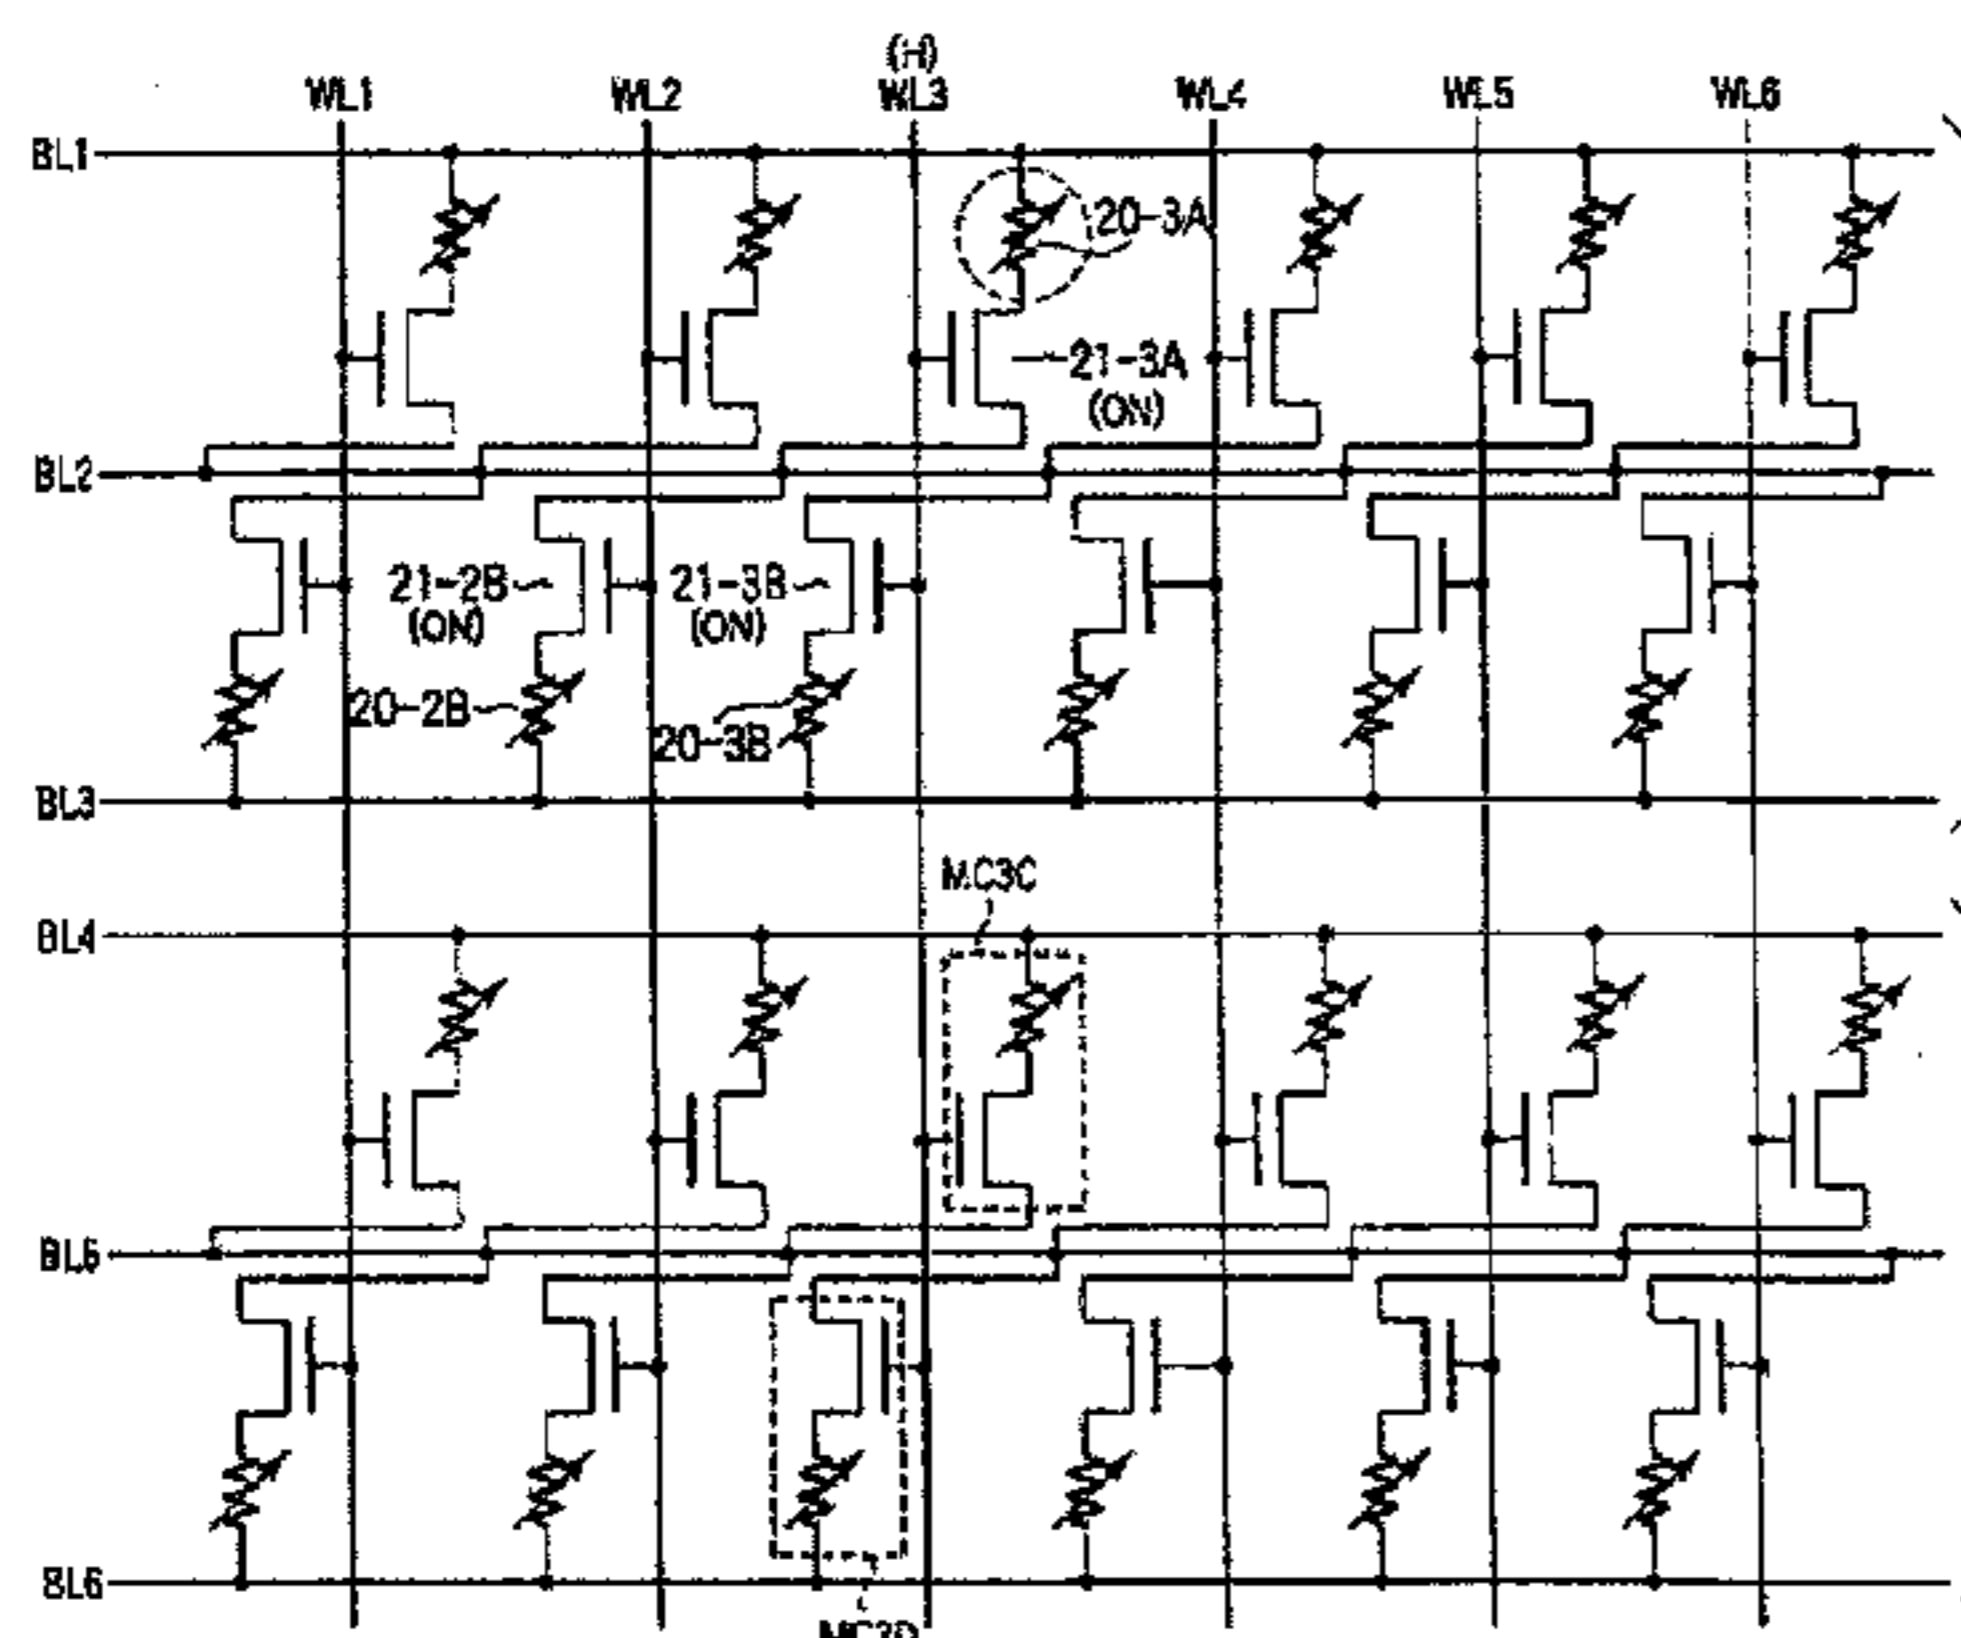 (H)
WL1 WL2 WL3 WL4 WL5 WL6
BL1
20-3A
21-3A
(ON)
BL2
21-2B 21-3B
(ON) (ON)
20-2B 20-3B
BL3
MC3C
BL4
BL5
BL6